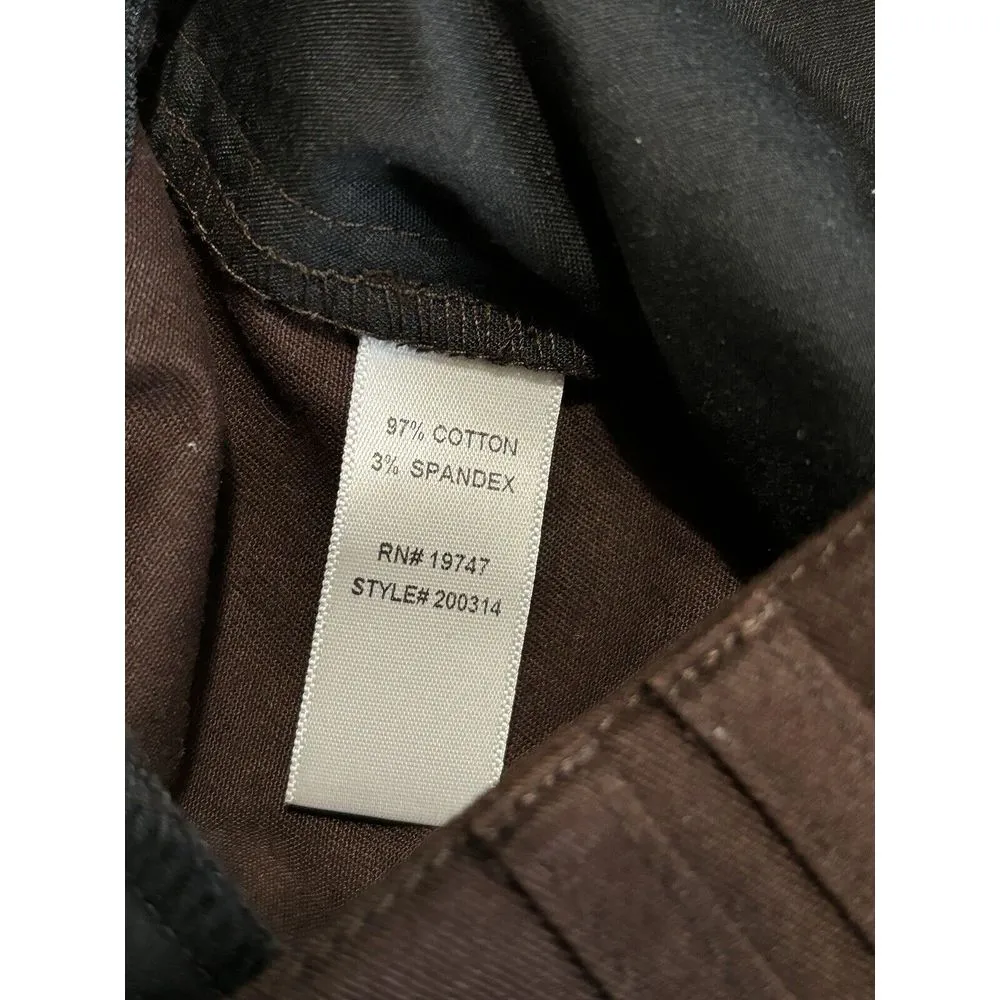 97% COTTON
3% SPANDEX
RN# 19747
STYLE# 200314